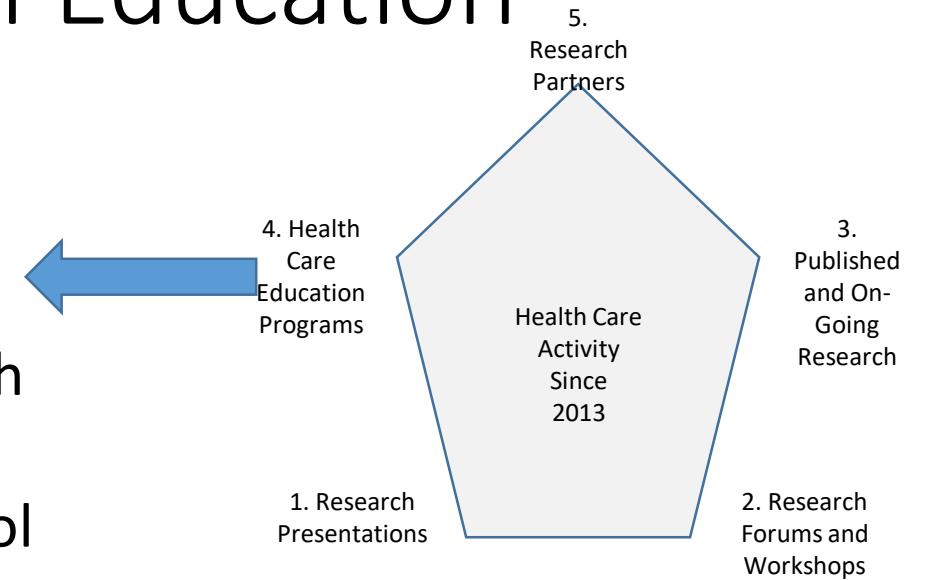 Education
5.
Research
Partners
4. Health
Care
Education
Programs
3.
Published
and On-
Going
Research
Health Care
Activity
Since
2013
1. Research
Presentations
2. Research
Forums and
Workshops